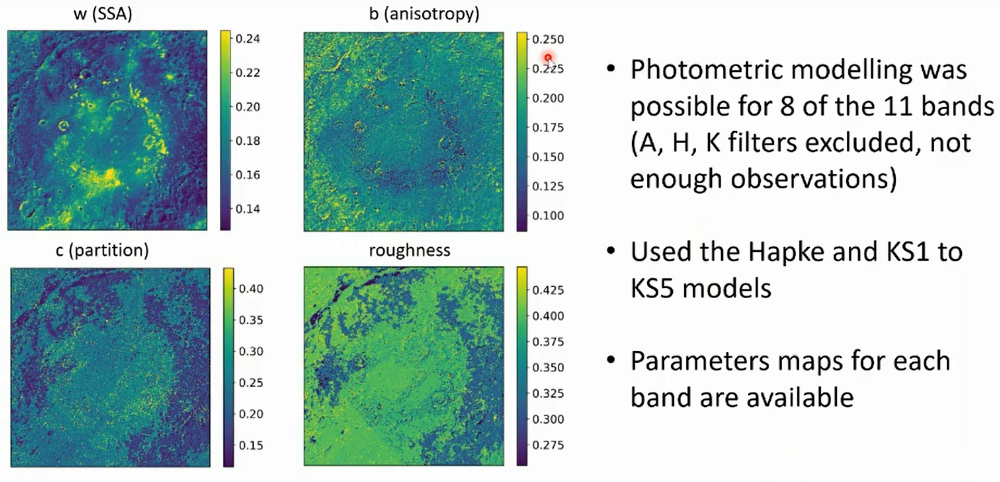 w (SSA)
0.24
0.22
0.20
0.18
0.16
0.14
b (anisotropy)
0.250
0.225
0.200
0.175
0.150
0.125
0.100
c (partition)
0.40
0.35
0.30
0.25
0.20
0.15
roughness
0.425
0.400
0.375
0.350
0.325
0.300
0.275
• Photometric modelling was
possible for 8 of the 11 bands
(A, H, K filters excluded, not
enough observations)
• Used the Hapke and KS1 to
KS5 models
• Parameters maps for each
band are available